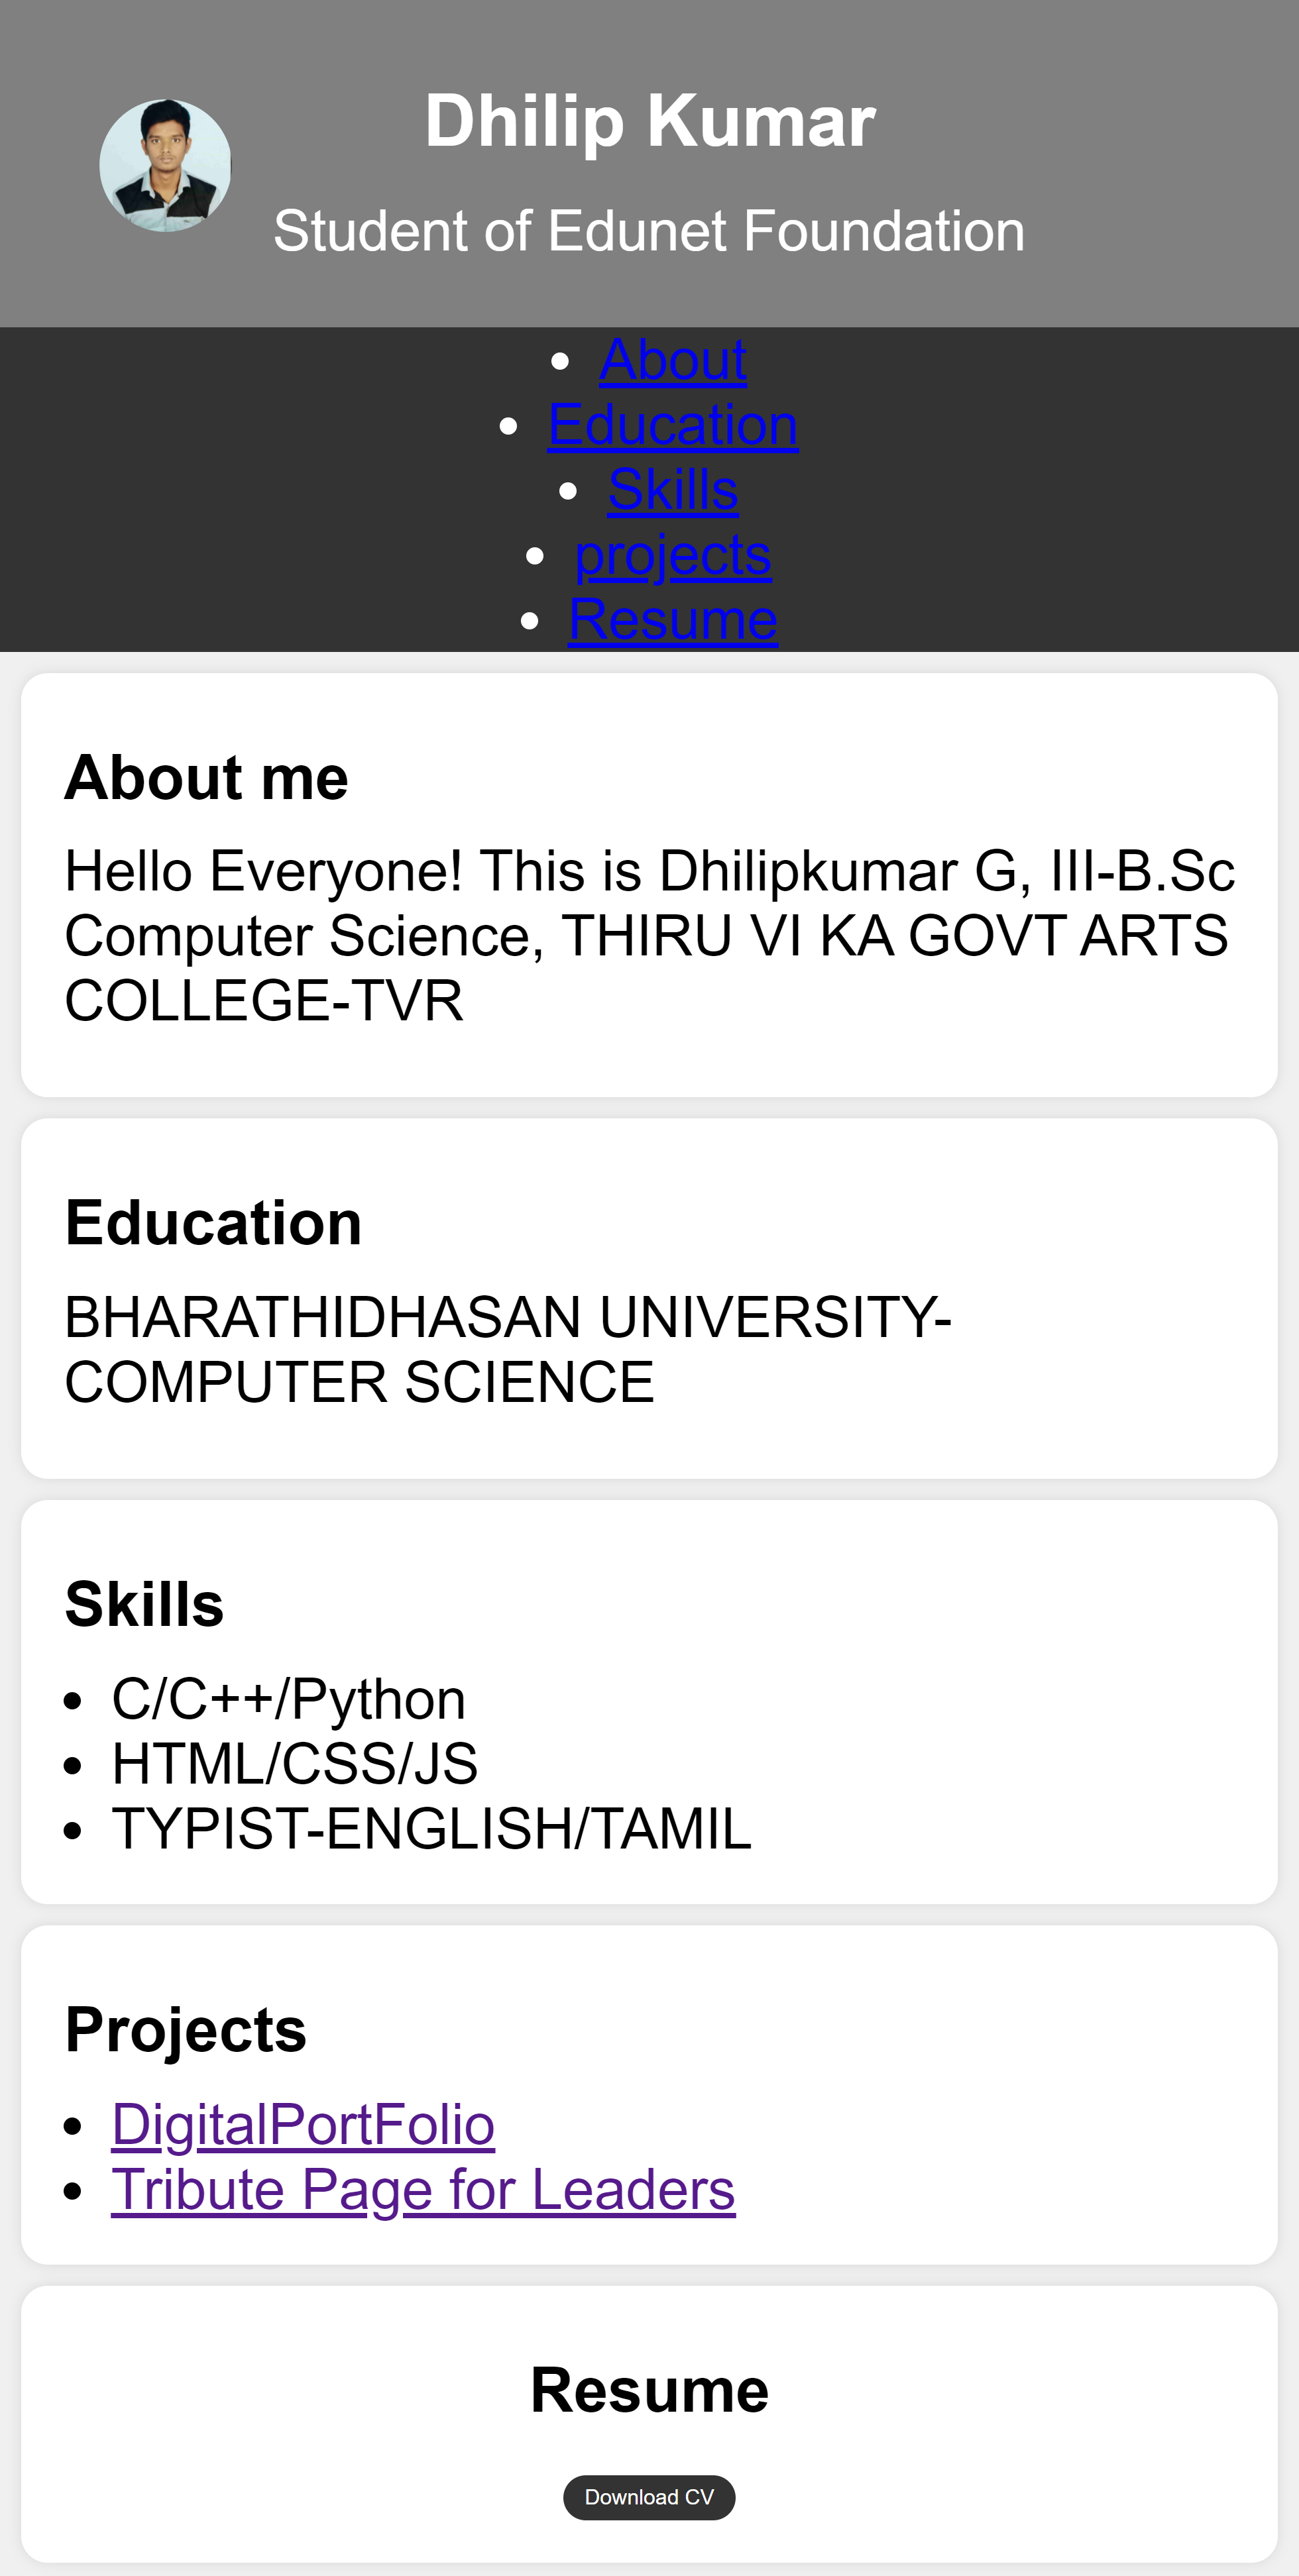 Dhilip Kumar
Student of Edunet Foundation
• About
• Education
• Skills
• projects
• Resume
About me
Hello Everyone! This is Dhilipkumar G, III-B.Sc
Computer Science, THIRU VI KA GOVT ARTS
COLLEGE-TVR
Education
BHARATHIDHASAN UNIVERSITY-
COMPUTER SCIENCE
Skills
• C/C++/Python
• HTML/CSS/JS
• TYPIST-ENGLISH/TAMIL
Projects
• DigitalPortFolio
• Tribute Page for Leaders
Resume
Download CV